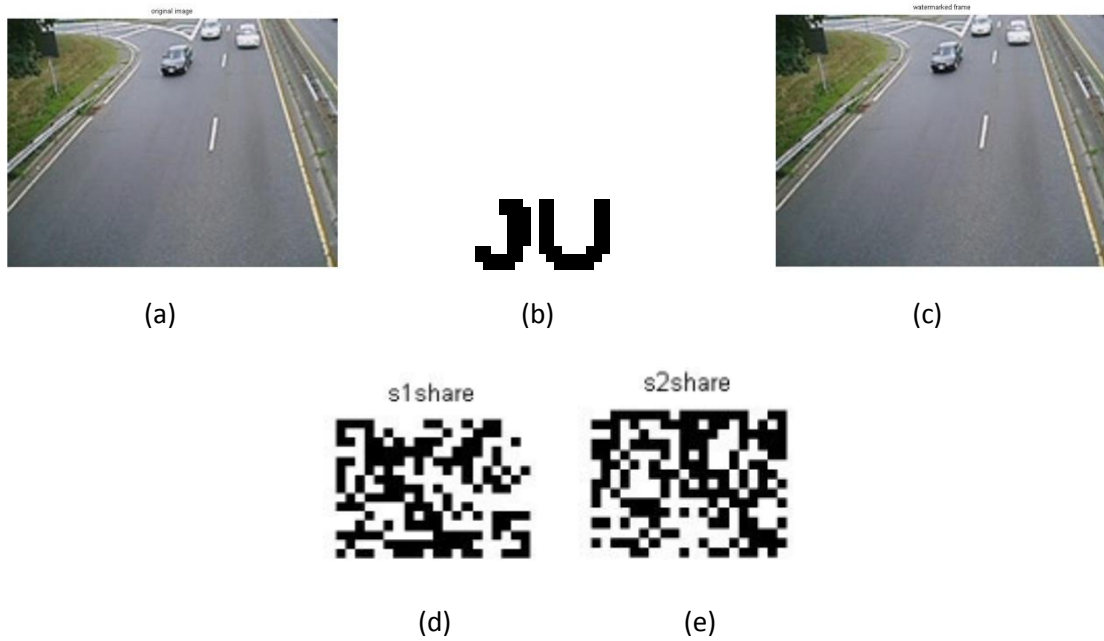 original image
watermarked frame
JU
(a)
(b)
(c)
s1share
s2share
(d)
(e)